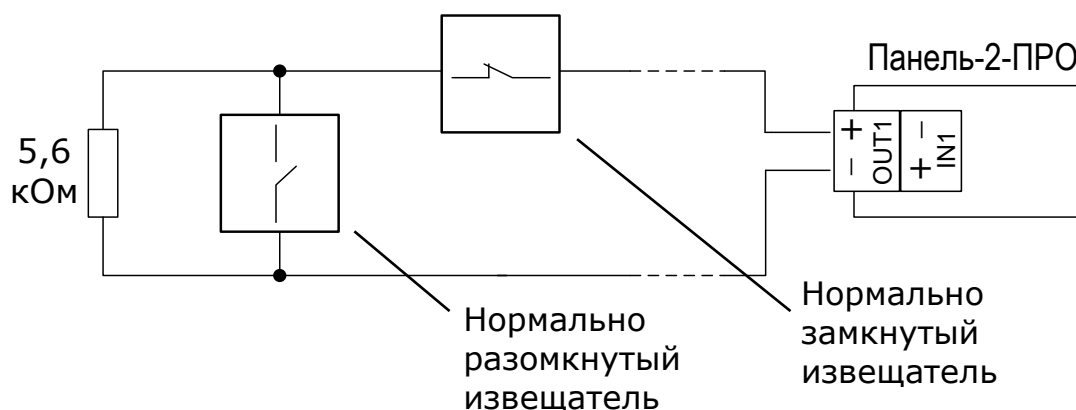 Панель-2-ПРО
5,6
кОм
− +
OUT1
+ −
IN1
Нормально
разомкнутый
извещатель
Нормально
замкнутый
извещатель